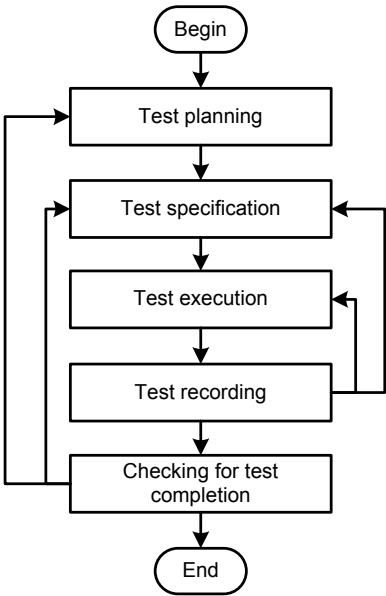 Begin
Test planning
Test specification
Test execution
Test recording
Checking for test
completion
End